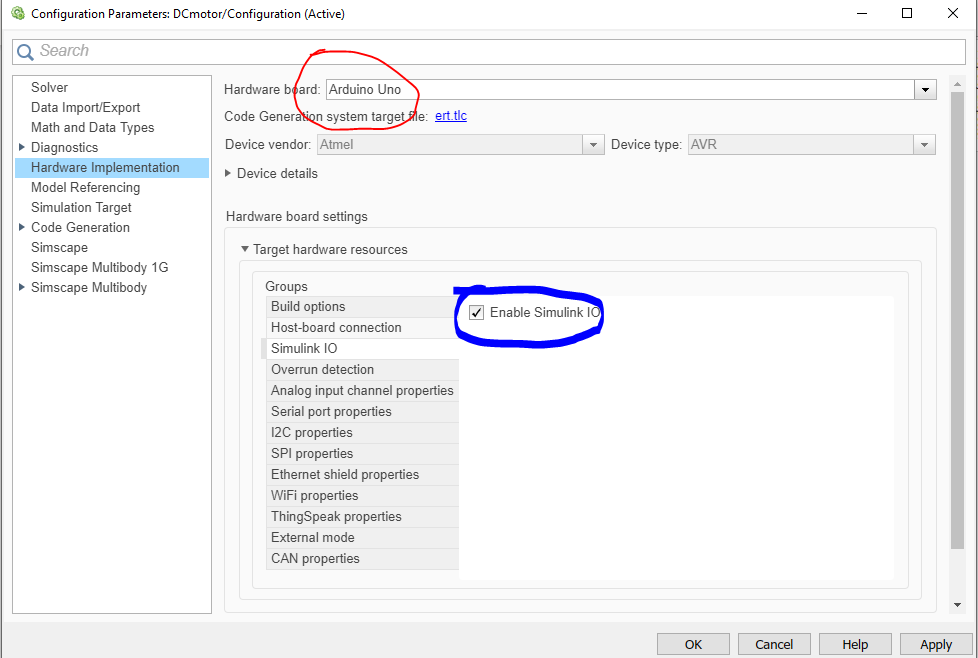 Configuration Parameters: DCmotor/Configuration (Active)
Search
Solver
Data Import/Export
Math and Data Types
Diagnostics
Hardware Implementation
Model Referencing
Simulation Target
Code Generation
Simscape
Simscape Multibody 1G
Simscape Multibody
Hardware board: Arduino Uno
Code Generation system target file: ert.tlc
Device vendor: Atmel Device type: AVR
Device details
Hardware board settings
Target hardware resources
Groups
Build options
Host-board connection
Simulink IO
Overrun detection
Analog input channel properties
Serial port properties
I2C properties
SPI properties
Ethernet shield properties
WiFi properties
ThingSpeak properties
External mode
CAN properties
Enable Simulink IO
OK Cancel Help Apply